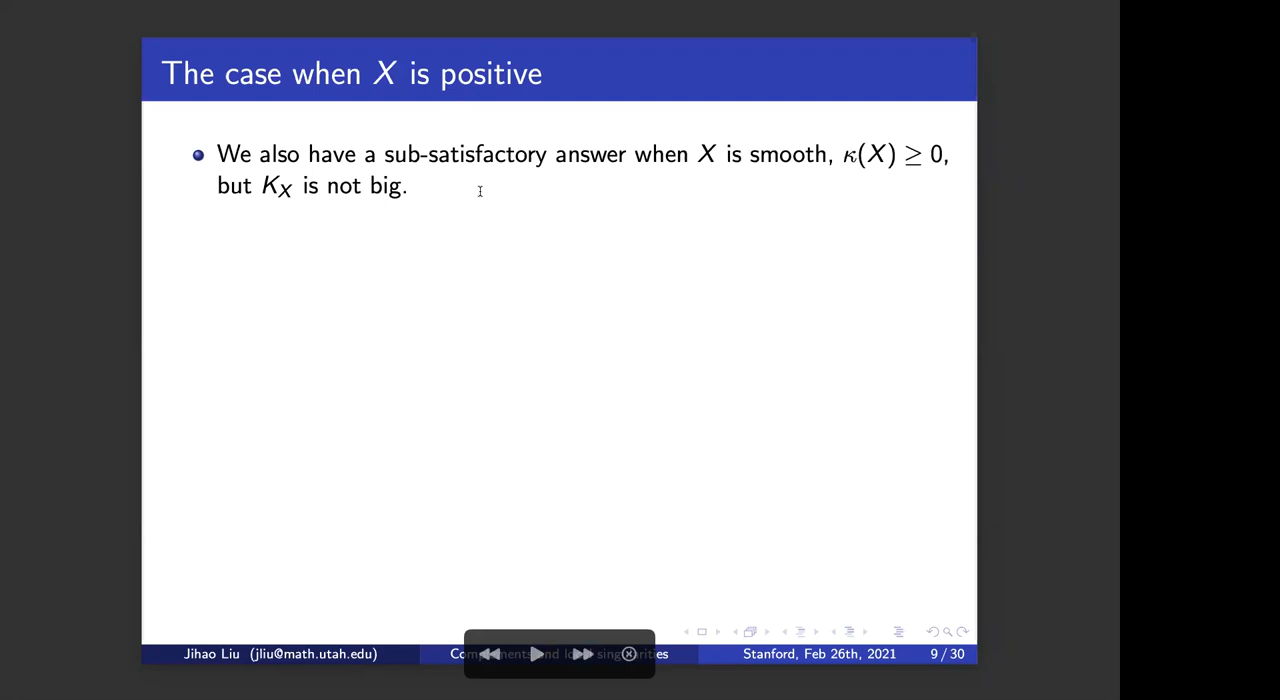 The case when X is positive
We also have a sub-satisfactory answer when X is smooth, κ(X) ≥ 0,
but K_X is not big.
Jihao Liu (jliu@math.utah.edu)
Stanford, Feb 26th, 2021
9 / 30